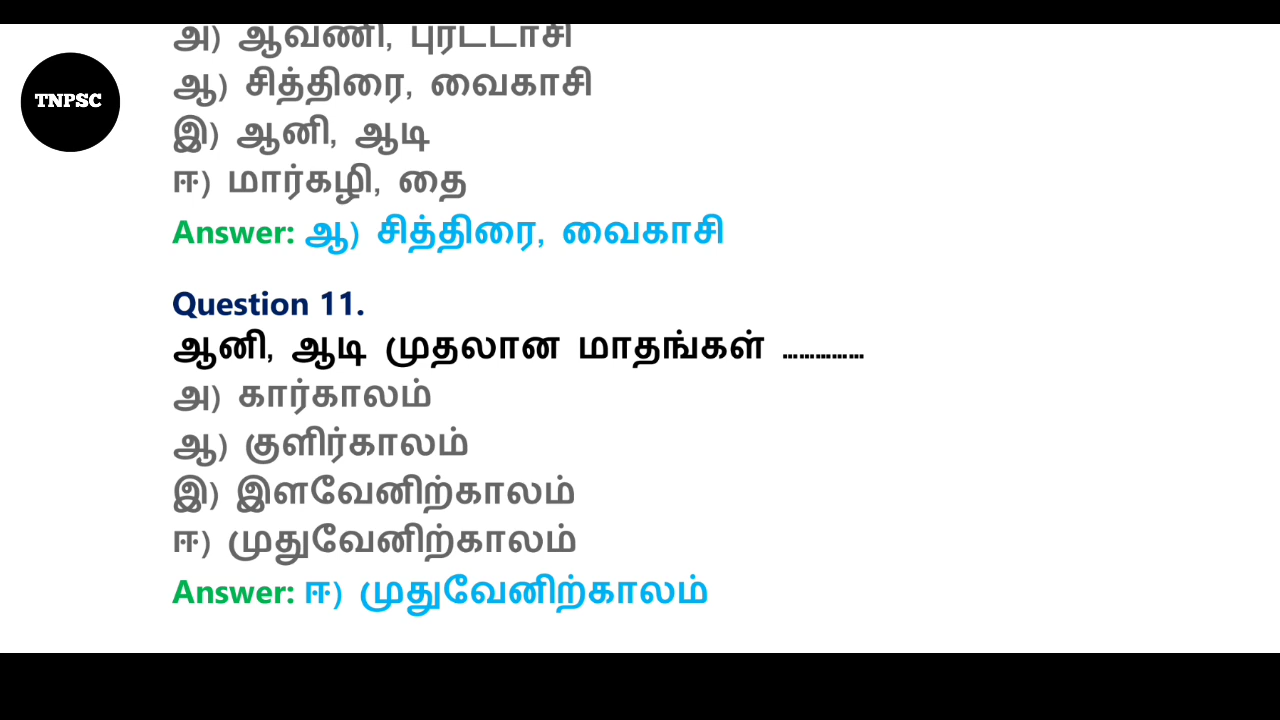 அ) ஆவணி, புரட்டாசி
TNPSC
ஆ) சித்திரை, வைகாசி
இ) ஆனி, ஆடி
ஈ) மார்கழி, தை
Answer: ஆ) சித்திரை, வைகாசி
Question 11.
ஆனி, ஆடி முதலான மாதங்கள் ……………
அ) கார்காலம்
ஆ) குளிர்காலம்
இ) இளவேனிற்காலம்
ஈ) முதுவேனிற்காலம்
Answer: ஈ) முதுவேனிற்காலம்